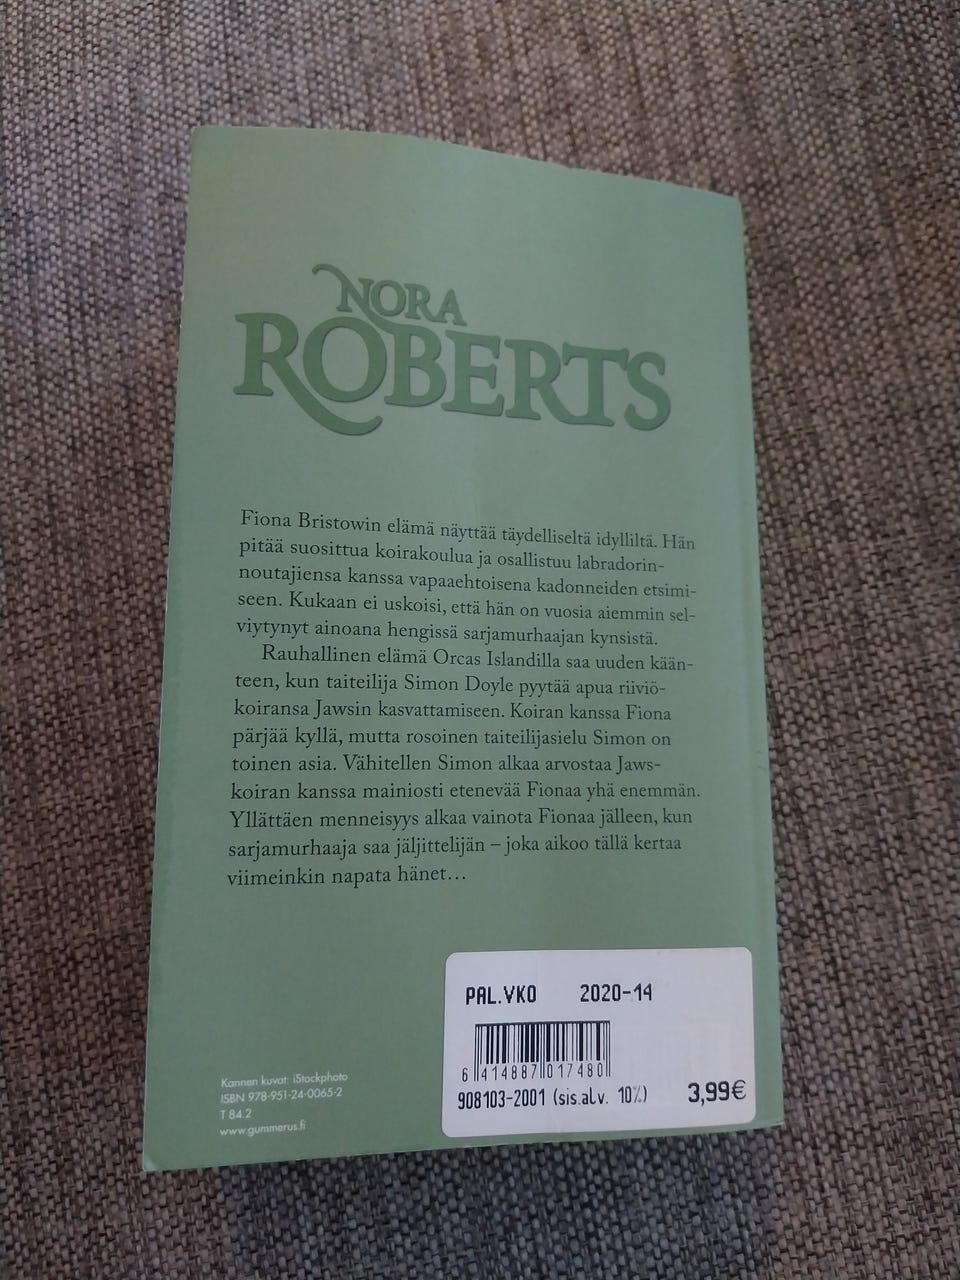 NORA
ROBERTS
Fiona Bristowin elämä näyttää täydelliseltä idylliltä. Hän
pitää suosittua koirakoulua ja osallistuu labradorin-
noutajiensa kanssa vapaaehtoisena kadonneiden etsimi-
seen. Kukaan ei uskoisi, että hän on vuosia aiemmin sel-
viytynyt ainoana hengissä sarjamurhaajan kynsistä.
Rauhallinen elämä Orcas Islandilla saa uuden kään-
teen, kun taiteilija Simon Doyle pyytää apua riiviö-
koiransa Jawsin kasvattamiseen. Koiran kanssa Fiona
pärjää kyllä, mutta rosoinen taiteilijasielu Simon on
toinen asia. Vähitellen Simon alkaa arvostaa Jaws-
koiran kanssa mainiosti etenevää Fionaa yhä enemmän.
Yllättäen menneisyys alkaa vainota Fionaa jälleen, kun
sarjamurhaaja saa jäljittelijän – joka aikoo tällä kertaa
viimeinkin napata hänet...
PAL.VKO 2020-14
6 414887 017480
908103-2001 (sis.alv. 10%) 3,99€
Kannen kuvat: iStockphoto
ISBN 978-951-24-0065-2
T 84.2
www.gummerus.fi